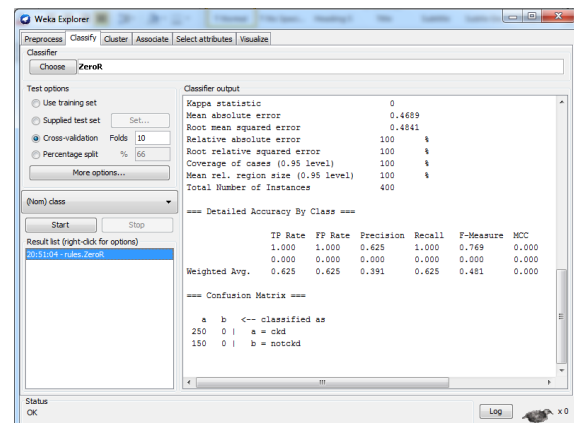 Weka Explorer
Preprocess Classify Cluster Associate Select attributes Visualize
Classifier
Choose ZeroR
Test options
Use training set
Supplied test set Set...
Cross-validation Folds 10
Percentage split % 66
More options...
(Nom) class
Start Stop
Result list (right-click for options)
20:51:04 - rules.ZeroR
Classifier output
Kappa statistic 0
Mean absolute error 0.4689
Root mean squared error 0.4841
Relative absolute error 100 %
Root relative squared error 100 %
Coverage of cases (0.95 level) 100 %
Mean rel. region size (0.95 level) 100 %
Total Number of Instances 400
=== Detailed Accuracy By Class ===
TP Rate FP Rate Precision Recall F-Measure MCC
1.000 1.000 0.625 1.000 0.769 0.000
0.000 0.000 0.000 0.000 0.000 0.000
Weighted Avg. 0.625 0.625 0.391 0.625 0.481 0.000
=== Confusion Matrix ===
a b <-- classified as
250 0 | a = ckd
150 0 | b = notckd
Status
OK
Log
x 0